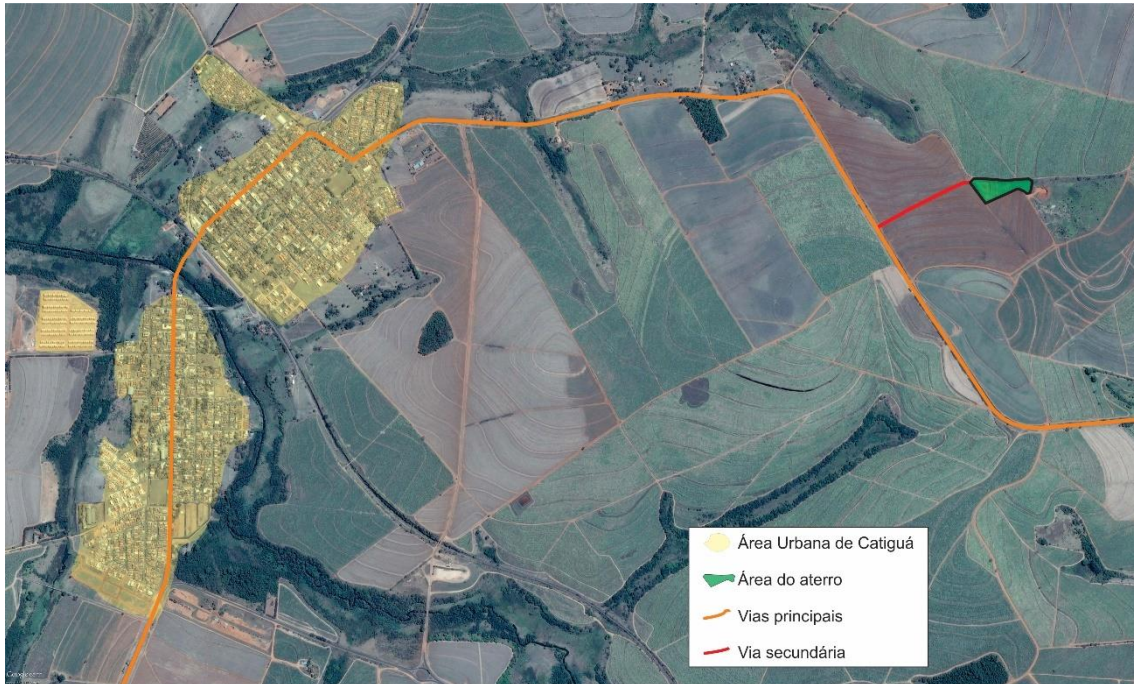 Área Urbana de Catiguá
Área do aterro
Vias principais
Via secundária